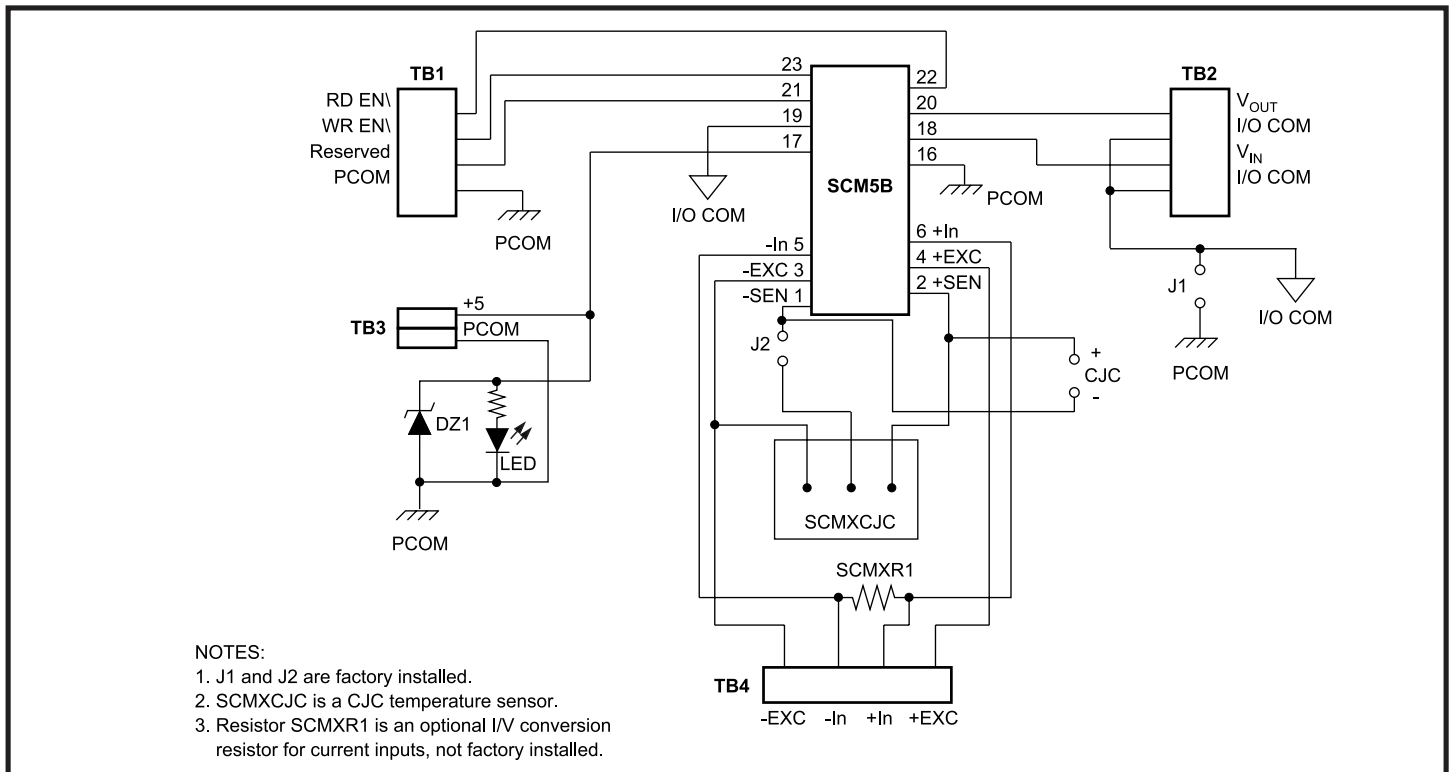 TB1
RD EN\
WR EN\
Reserved
PCOM
PCOM
23
21
19
17
I/O COM
SCM5B
22
20
18
16
PCOM
TB2
VOUT
I/O COM
VIN
I/O COM
J1
PCOM
I/O COM
-In 5
-EXC 3
-SEN 1
6 +In
4 +EXC
2 +SEN
TB3
+5
PCOM
DZ1
LED
PCOM
J2
+
CJC
-
SCMXCJC
SCMXR1
TB4
-EXC -In +In +EXC
NOTES:
1. J1 and J2 are factory installed.
2. SCMXCJC is a CJC temperature sensor.
3. Resistor SCMXR1 is an optional I/V conversion
resistor for current inputs, not factory installed.